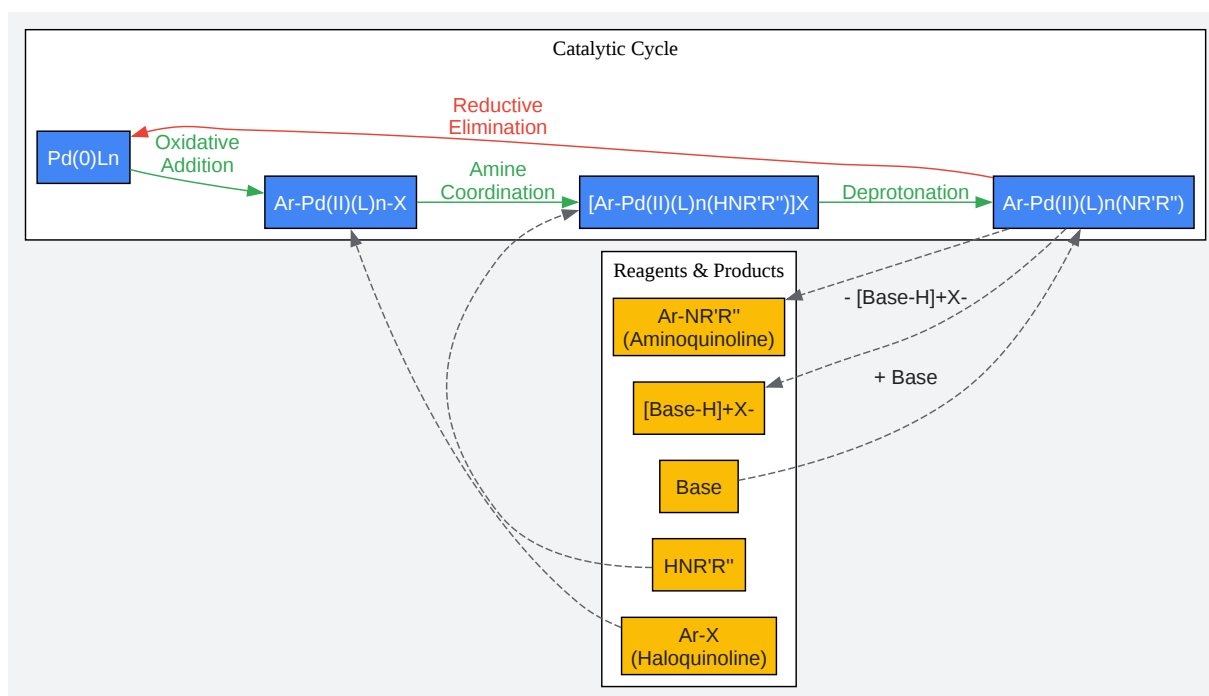 Catalytic Cycle
Reductive
Elimination
Pd(0)Ln
Oxidative
Addition
Ar-Pd(II)(L)n-X
Amine
Coordination
[Ar-Pd(II)(L)n(HNR'R'')]X
Deprotonation
Ar-Pd(II)(L)n(NR'R'')
Reagents & Products
Ar-NR'R''
(Aminoquinoline)
- [Base-H]+X-
[Base-H]+X-
+ Base
Base
HNR'R''
Ar-X
(Haloquinoline)